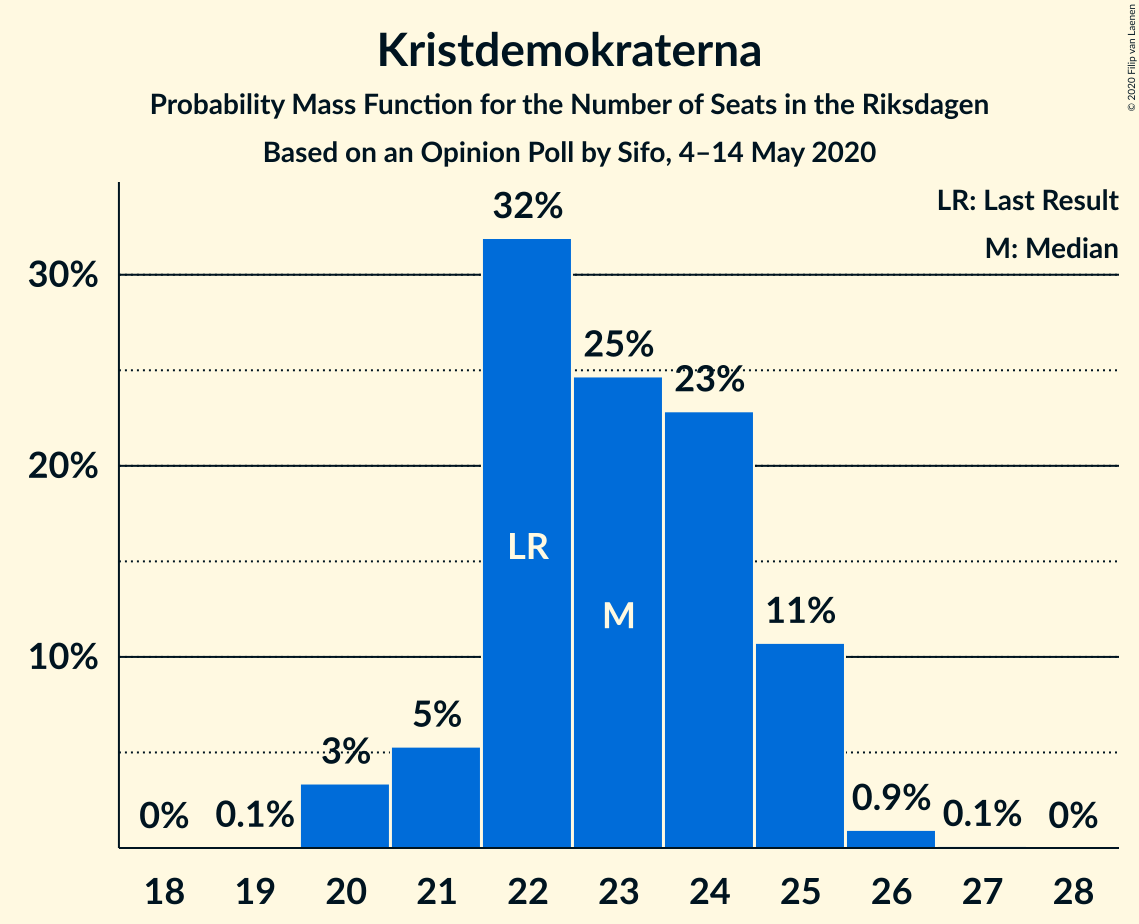 Kristdemokraterna
Probability Mass Function for the Number of Seats in the Riksdagen
Based on an Opinion Poll by Sifo, 4–14 May 2020
© 2020 Filip van Laenen
LR: Last Result
M: Median
30%
20%
10%
0%
0.1%
3%
5%
32%
25%
23%
11%
0.9%
0.1%
0%
LR
M
18 19 20 21 22 23 24 25 26 27 28